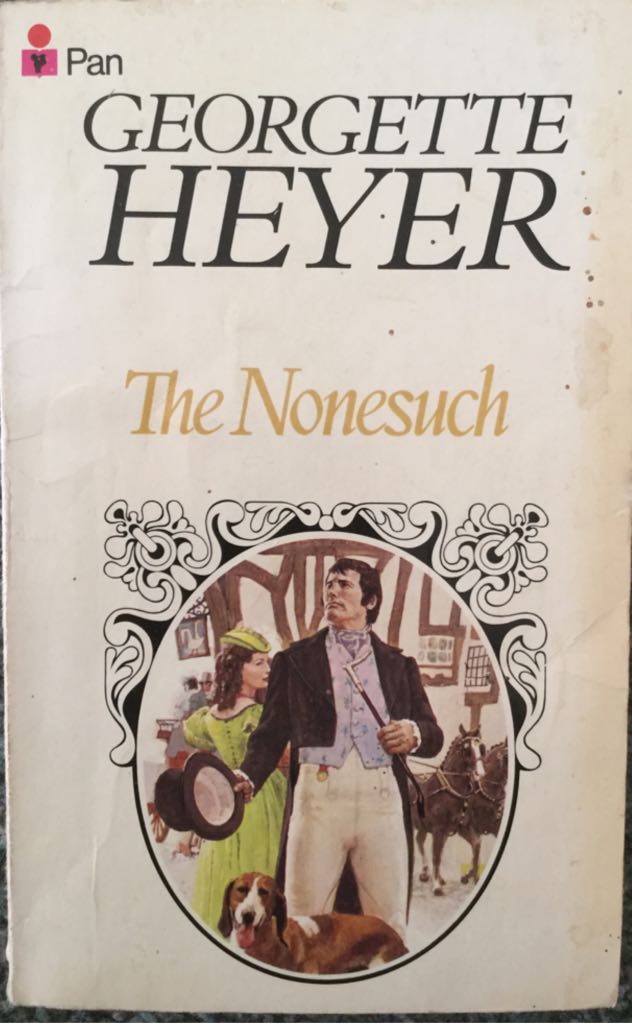 Pan
GEORGETTE
HEYER
The Nonesuch